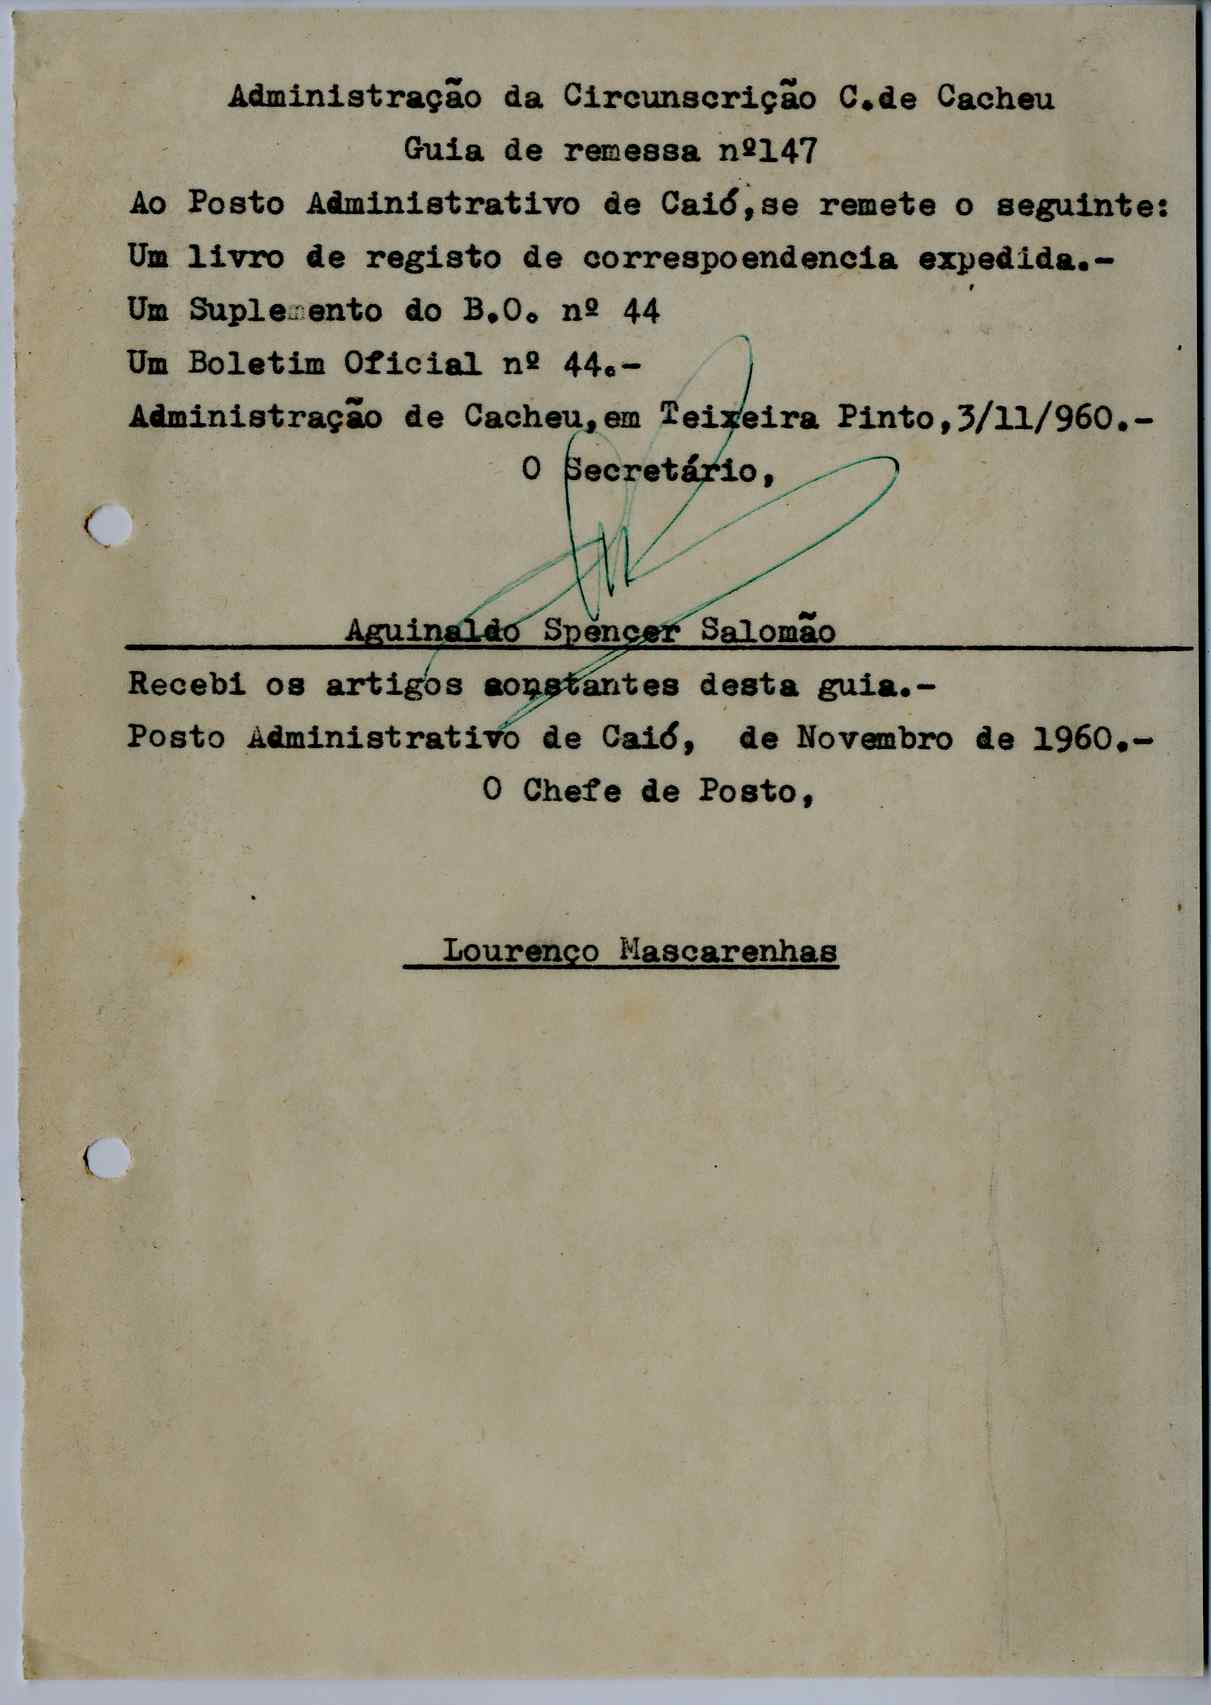 Administração da Circunscrição C.de Cacheu
Guia de remessa nº147
Ao Posto Administrativo de Caió,se remete o seguinte:
Um livro de registo de correspoendencia expedida.-
Um Suplemento do B.O. nº 44
Um Boletim Oficial nº 44.-
Administração de Cacheu,em Teixeira Pinto,3/11/960.-
O Secretário,
Aguinaldo Spencer Salomão
Recebi os artigos aonstantes desta guia.-
Posto Administrativo de Caió, de Novembro de 1960.-
O Chefe de Posto,
Lourenço Mascarenhas